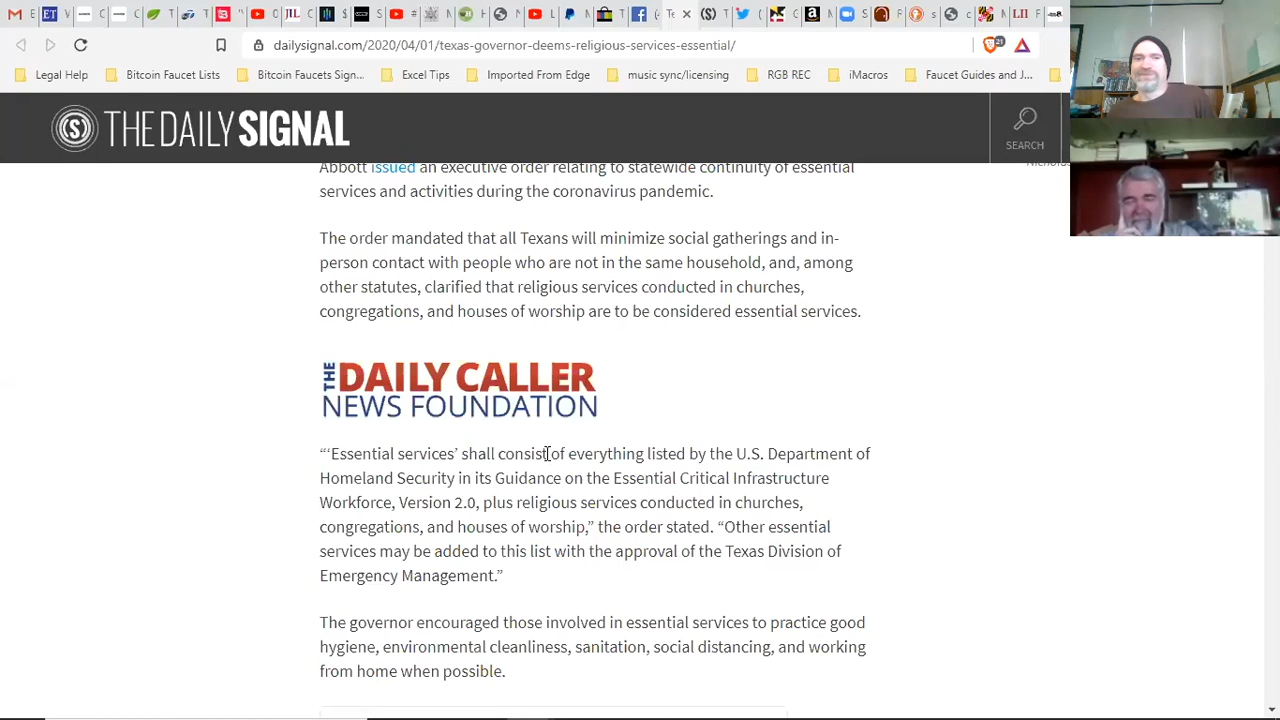 M
ET
T
JIL
C
#
H
M
T
(
Te
(S)
T
C
A
S
F
s
LII
F
dailysignal.com/2020/04/01/texas-governor-deems-religious-services-essential/
21
Legal Help
Bitcoin Faucet Lists
Bitcoin Faucets Sign...
Excel Tips
Imported From Edge
music sync/licensing
RGB REC
iMacros
Faucet Guides and J...
(S) THE DAILY SIGNAL
SEARCH
Abbott issued an executive order relating to statewide continuity of essential
services and activities during the coronavirus pandemic.
The order mandated that all Texans will minimize social gatherings and in-
person contact with people who are not in the same household, and, among
other statutes, clarified that religious services conducted in churches,
congregations, and houses of worship are to be considered essential services.
THE DAILY CALLER
NEWS FOUNDATION
“‘Essential services’ shall consist of everything listed by the U.S. Department of
Homeland Security in its Guidance on the Essential Critical Infrastructure
Workforce, Version 2.0, plus religious services conducted in churches,
congregations, and houses of worship,” the order stated. “Other essential
services may be added to this list with the approval of the Texas Division of
Emergency Management.”
The governor encouraged those involved in essential services to practice good
hygiene, environmental cleanliness, sanitation, social distancing, and working
from home when possible.